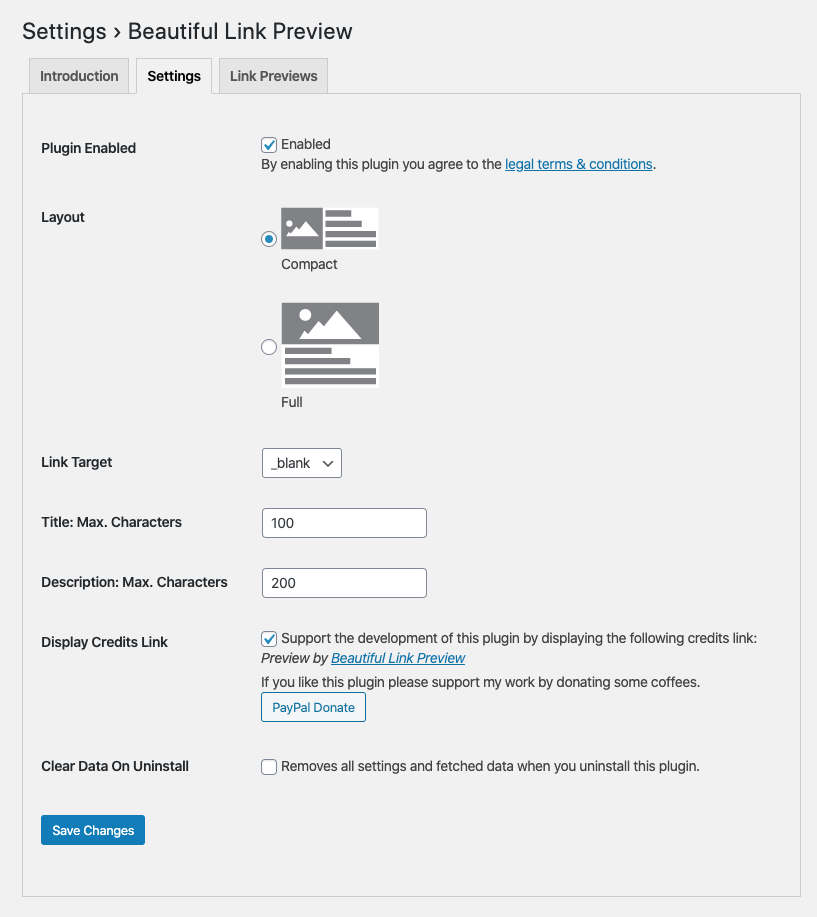 Settings › Beautiful Link Preview
Introduction
Settings
Link Previews
Plugin Enabled
Enabled
By enabling this plugin you agree to the legal terms & conditions.
Layout
Compact
Full
Link Target
_blank
Title: Max. Characters
100
Description: Max. Characters
200
Display Credits Link
Support the development of this plugin by displaying the following credits link:
Preview by Beautiful Link Preview
If you like this plugin please support my work by donating some coffees.
PayPal Donate
Clear Data On Uninstall
Removes all settings and fetched data when you uninstall this plugin.
Save Changes